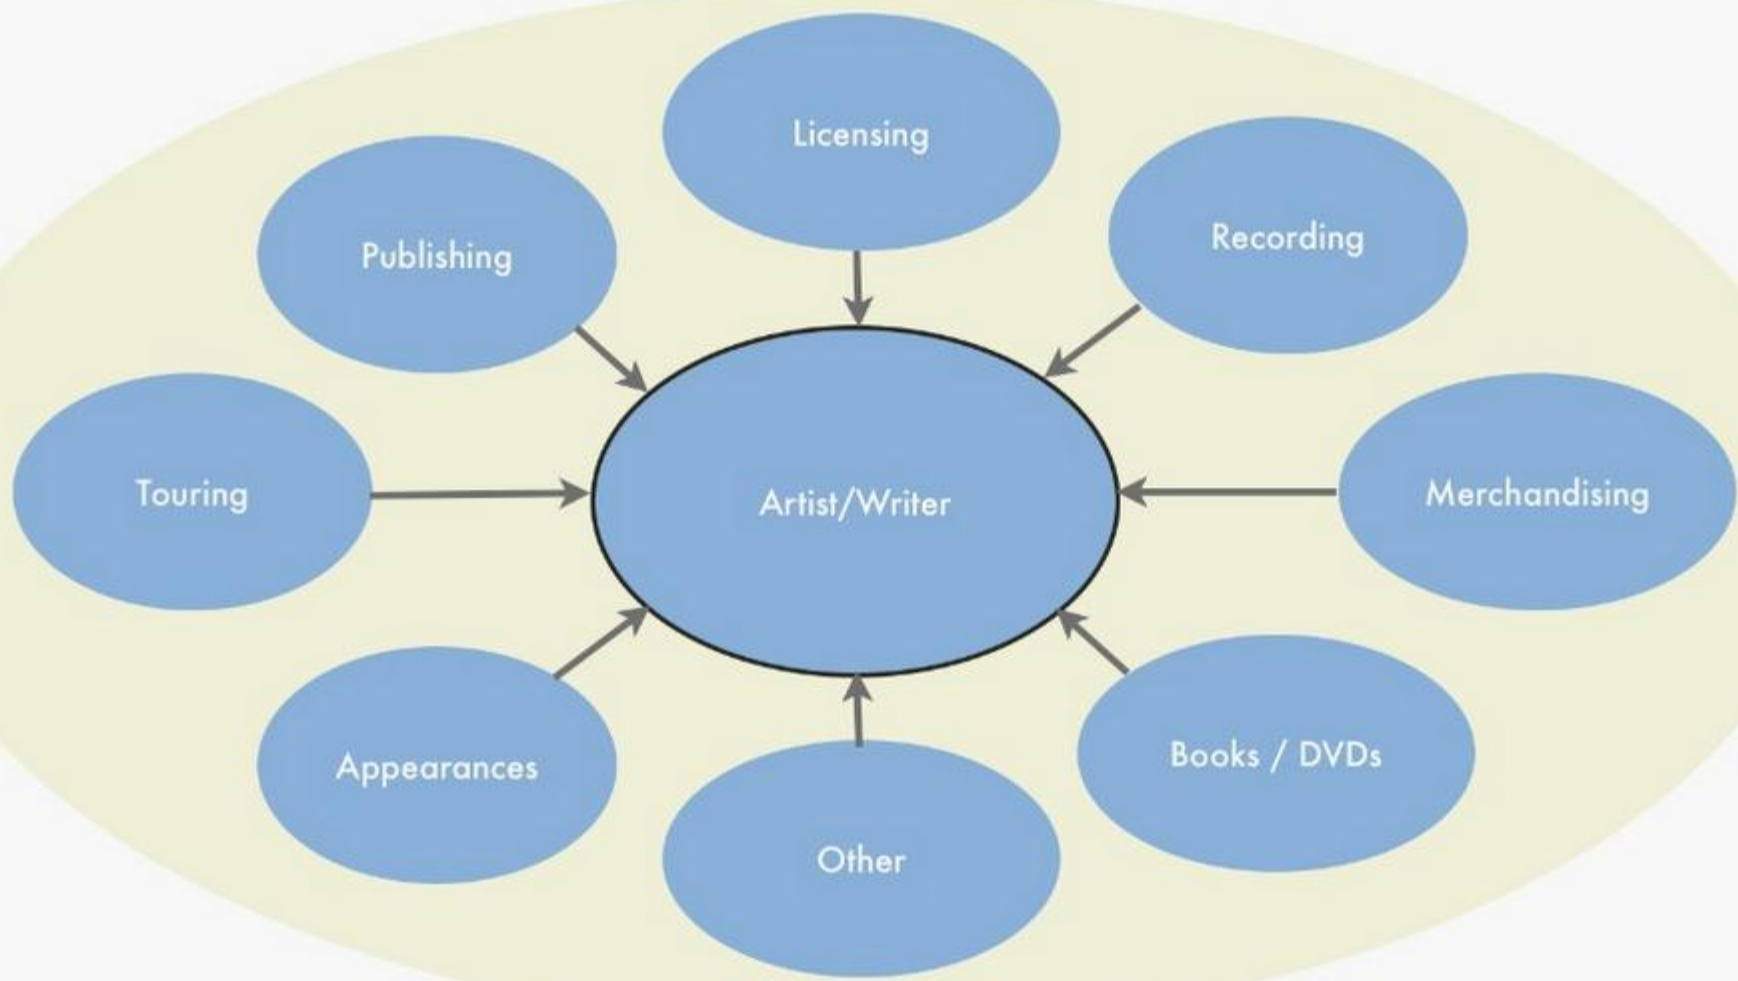 Licensing
Publishing
Recording
Touring
Artist/Writer
Merchandising
Appearances
Books / DVDs
Other